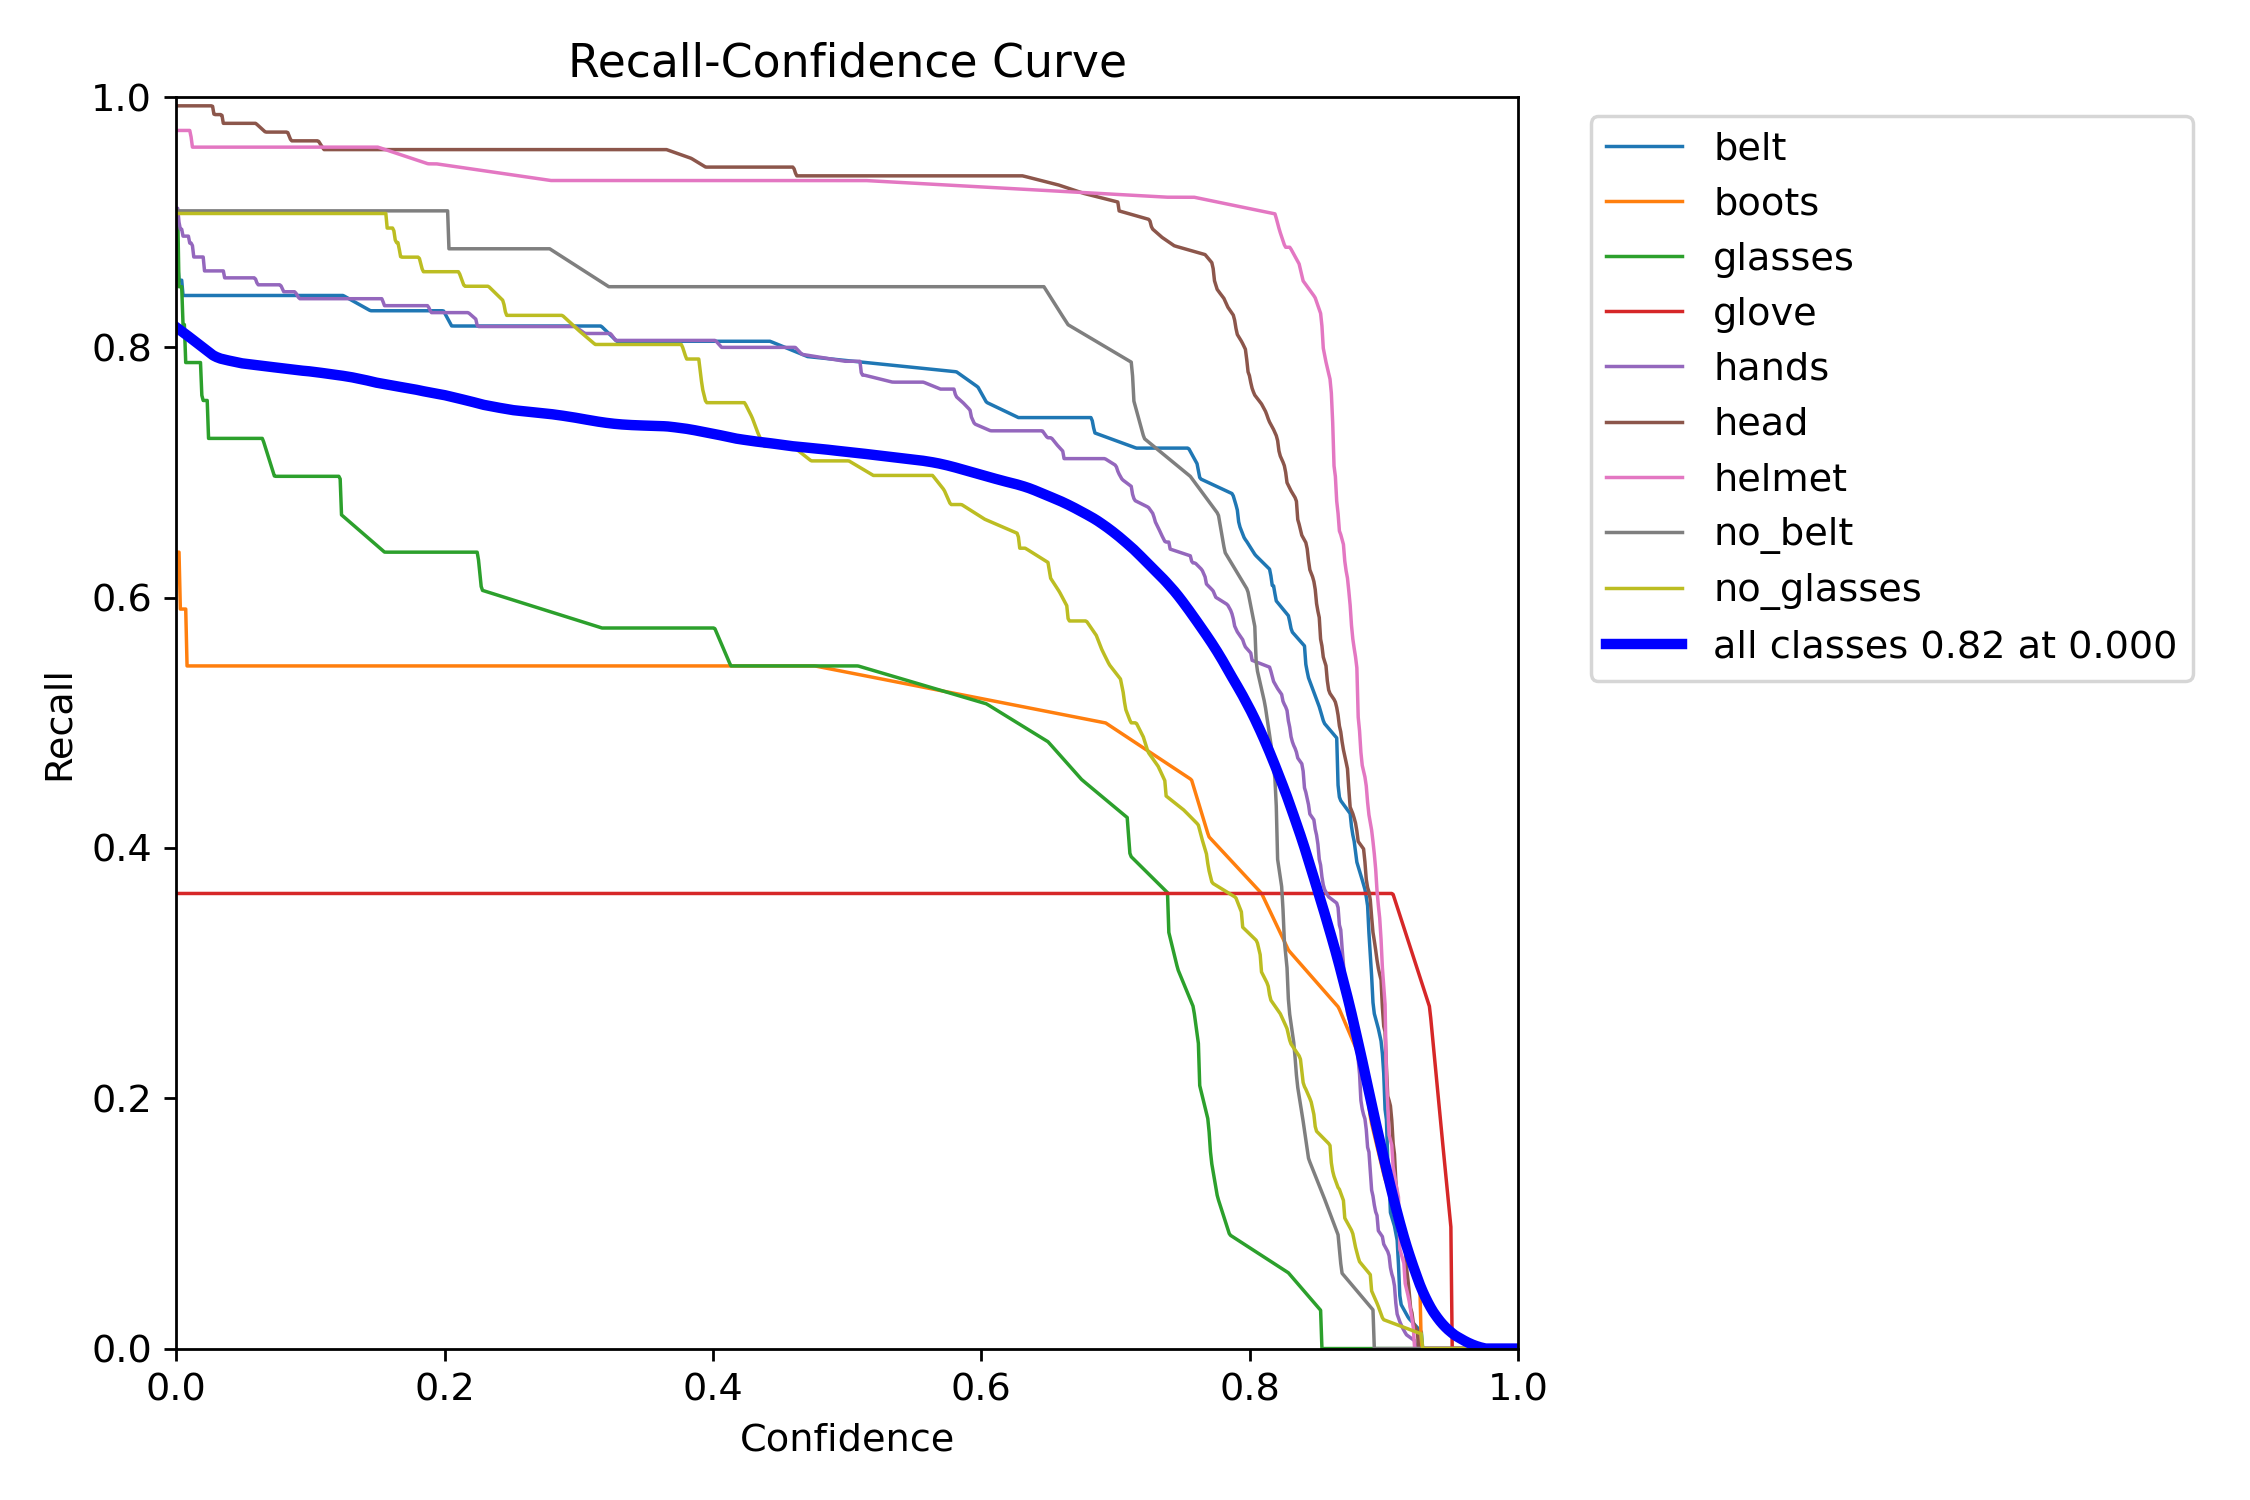 Recall-Confidence Curve
1.0
0.8
0.6
0.4
0.2
0.0
Recall
0.0 0.2 0.4 0.6 0.8 1.0
Confidence
belt
boots
glasses
glove
hands
head
helmet
no_belt
no_glasses
all classes 0.82 at 0.000